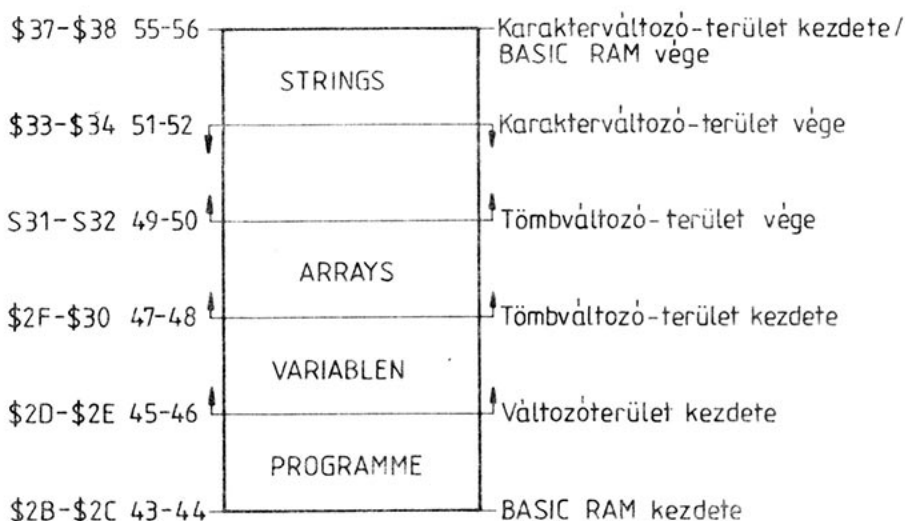 $37-$38 55-56 Karakterváltozó-terület kezdete/
BASIC RAM vége
STRINGS
$33-$34 51-52 Karakterváltozó-terület vége
S31-S32 49-50 Tömbváltozó-terület vége
ARRAYS
$2F-$30 47-48 Tömbváltozó-terület kezdete
VARIABLEN
$2D-$2E 45-46 Változóterület kezdete
PROGRAMME
$2B-$2C 43-44 BASIC RAM kezdete